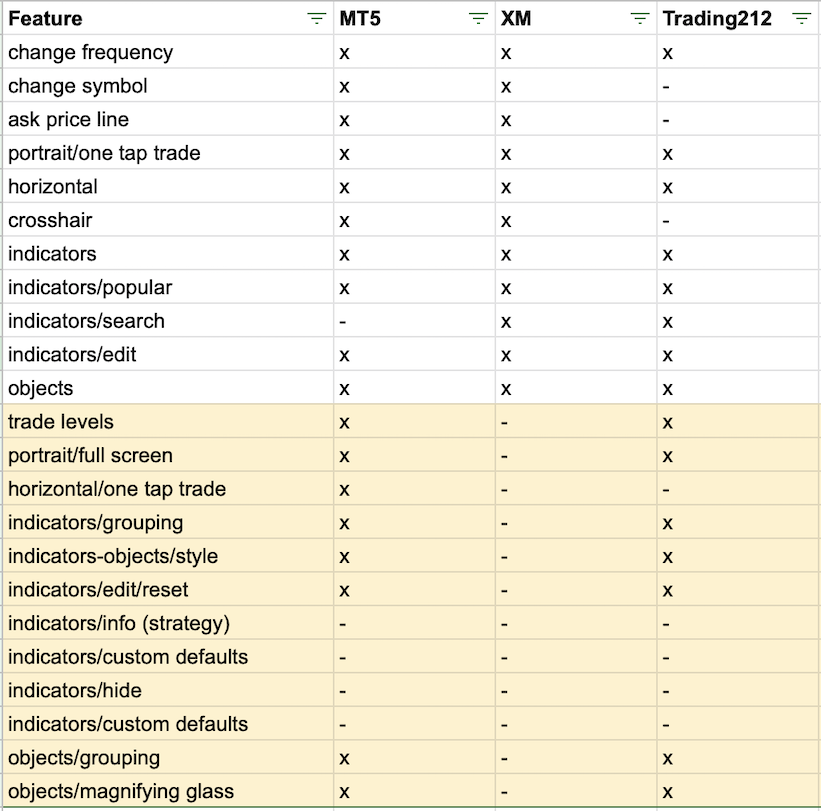 Feature MT5 XM Trading212
change frequency x x x
change symbol x x -
ask price line x x -
portrait/one tap trade x x x
horizontal x x x
crosshair x x -
indicators x x x
indicators/popular x x x
indicators/search - x x
indicators/edit x x x
objects x x x
trade levels x - x
portrait/full screen x - x
horizontal/one tap trade x - -
indicators/grouping x - x
indicators-objects/style x - x
indicators/edit/reset x - x
indicators/info (strategy) - - -
indicators/custom defaults - - -
indicators/hide - - -
indicators/custom defaults - - -
objects/grouping x - x
objects/magnifying glass x - x